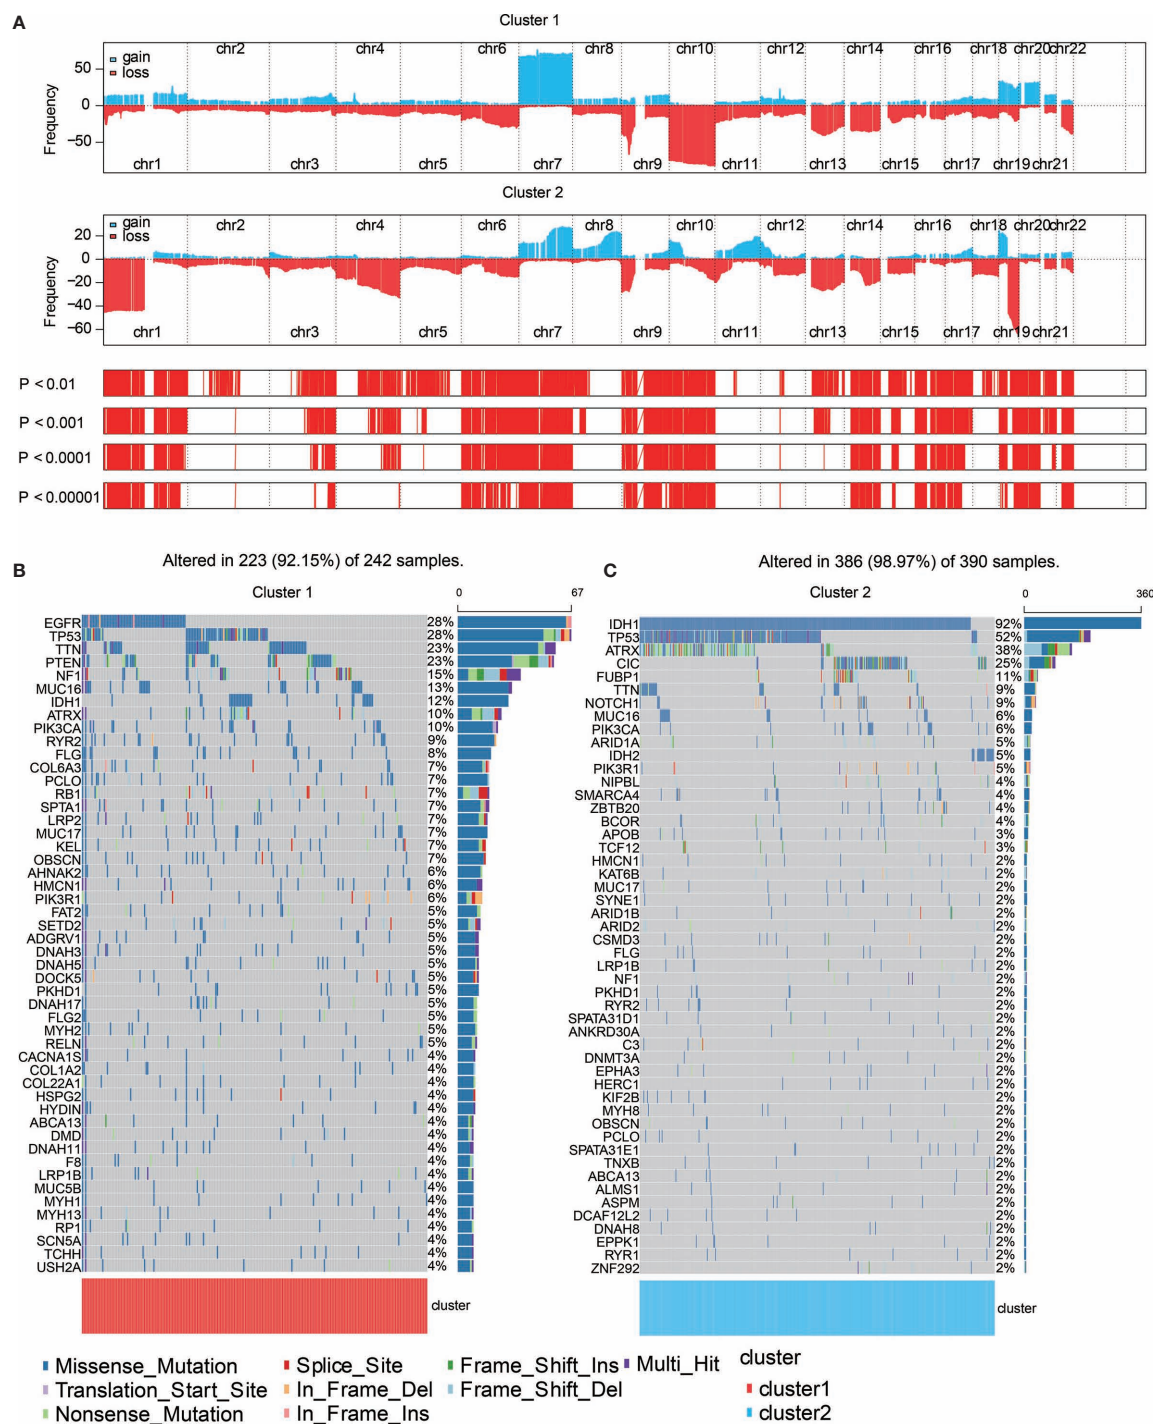 A
Cluster 1
gain
loss
chr2 chr4 chr6 chr8 chr10 chr12 chr14 chr16 chr18 chr20 chr22
50
0
−50
Frequency
chr1 chr3 chr5 chr7 chr9 chr11 chr13 chr15 chr17 chr19 chr21
Cluster 2
gain
loss
chr2 chr4 chr6 chr8 chr10 chr12 chr14 chr16 chr18 chr20 chr22
20
0
−20
−40
−60
Frequency
chr1 chr3 chr5 chr7 chr9 chr11 chr13 chr15 chr17 chr19 chr21
P < 0.01
P < 0.001
P < 0.0001
P < 0.00001
B
Altered in 223 (92.15%) of 242 samples.
Cluster 1
0 67
EGFR 28%
TP53 28%
TTN 23%
PTEN 23%
NF1 15%
MUC16 13%
IDH1 12%
ATRX 10%
PIK3CA 10%
RYR2 9%
FLG 8%
COL6A3 7%
PCLO 7%
RB1 7%
SPTA1 7%
LRP2 7%
MUC17 7%
KEL 7%
OBSCN 7%
AHNAK2 6%
HMCN1 6%
PIK3R1 6%
FAT2 5%
SETD2 5%
ADGRV1 5%
DNAH3 5%
DNAH5 5%
DOCK5 5%
PKHD1 5%
DNAH17 5%
FLG2 5%
MYH2 5%
RELN 5%
CACNA1S 4%
COL1A2 4%
COL22A1 4%
HSPG2 4%
HYDIN 4%
ABCA13 4%
DMD 4%
DNAH11 4%
F8 4%
LRP1B 4%
MUC5B 4%
MYH1 4%
MYH13 4%
RP1 4%
SCN5A 4%
TCHH 4%
USH2A 4%
cluster
C
Altered in 386 (98.97%) of 390 samples.
Cluster 2
0 360
IDH1 92%
TP53 52%
ATRX 38%
CIC 25%
FUBP1 11%
TTN 9%
NOTCH1 9%
MUC16 6%
PIK3CA 6%
ARID1A 5%
IDH2 5%
PIK3R1 5%
NIPBL 4%
SMARCA4 4%
ZBTB20 4%
BCOR 4%
APOB 3%
TCF12 3%
HMCN1 2%
KAT6B 2%
MUC17 2%
SYNE1 2%
ARID1B 2%
ARID2 2%
CSMD3 2%
FLG 2%
LRP1B 2%
NF1 2%
PKHD1 2%
RYR2 2%
SPATA31D1 2%
ANKRD30A 2%
C3 2%
DNMT3A 2%
EPHA3 2%
HERC1 2%
KIF2B 2%
MYH8 2%
OBSCN 2%
PCLO 2%
SPATA31E1 2%
TNXB 2%
ABCA13 2%
ALMS1 2%
ASPM 2%
DCAF12L2 2%
DNAH8 2%
EPPK1 2%
RYR1 2%
ZNF292 2%
cluster
Missense_Mutation Splice_Site Frame_Shift_Ins Multi_Hit
Translation_Start_Site In_Frame_Del Frame_Shift_Del
Nonsense_Mutation In_Frame_Ins
cluster
cluster1
cluster2